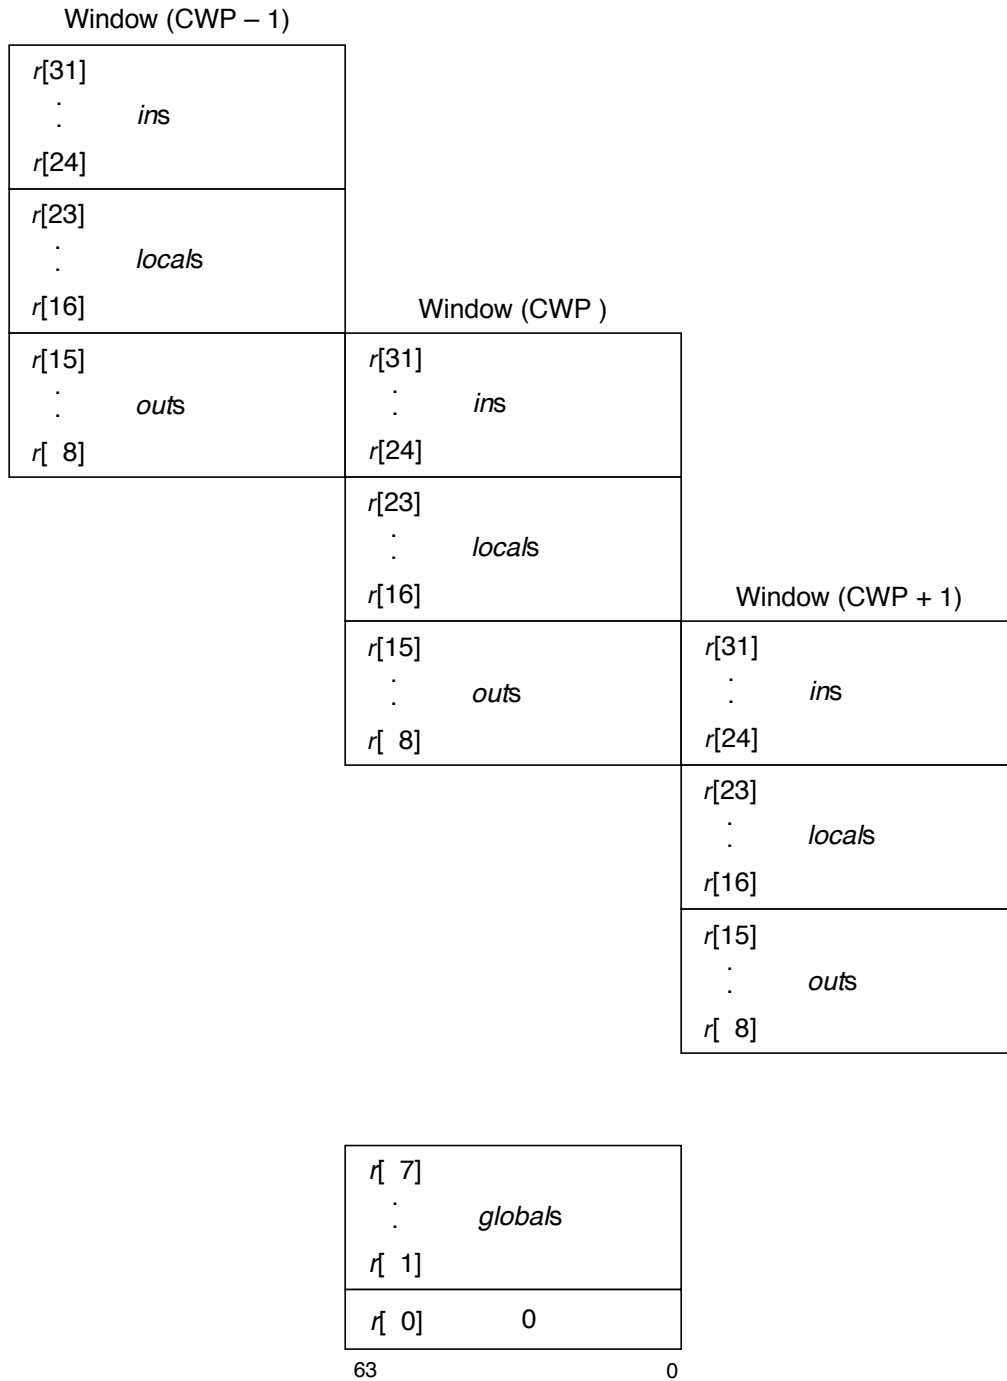 Window (CWP – 1)
r[31]
.
.
ins
r[24]
r[23]
.
.
locals
r[16]
r[15]
.
.
outs
r[ 8]
Window (CWP )
r[31]
.
.
ins
r[24]
r[23]
.
.
locals
r[16]
r[15]
.
.
outs
r[ 8]
Window (CWP + 1)
r[31]
.
.
ins
r[24]
r[23]
.
.
locals
r[16]
r[15]
.
.
outs
r[ 8]
r[ 7]
.
.
globals
r[ 1]
r[ 0] 0
63 0